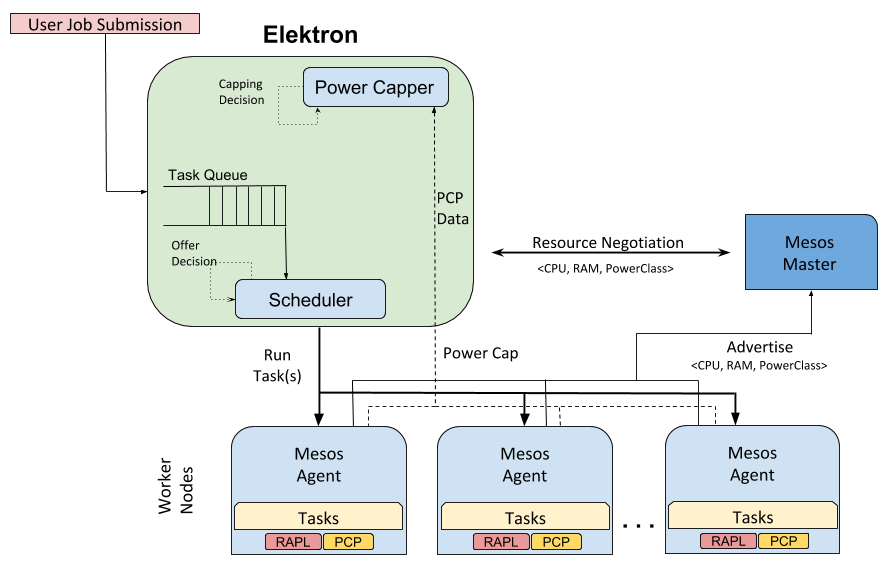 User Job Submission
Elektron
Capping
Decision
Power Capper
Task Queue
PCP
Data
Offer
Decision
Scheduler
Resource Negotiation
<CPU, RAM, PowerClass>
Mesos
Master
Run
Task(s)
Power Cap
Advertise
<CPU, RAM, PowerClass>
Worker
Nodes
Mesos
Agent
Tasks
RAPL
PCP
Mesos
Agent
Tasks
RAPL
PCP
. . .
Mesos
Agent
Tasks
RAPL
PCP